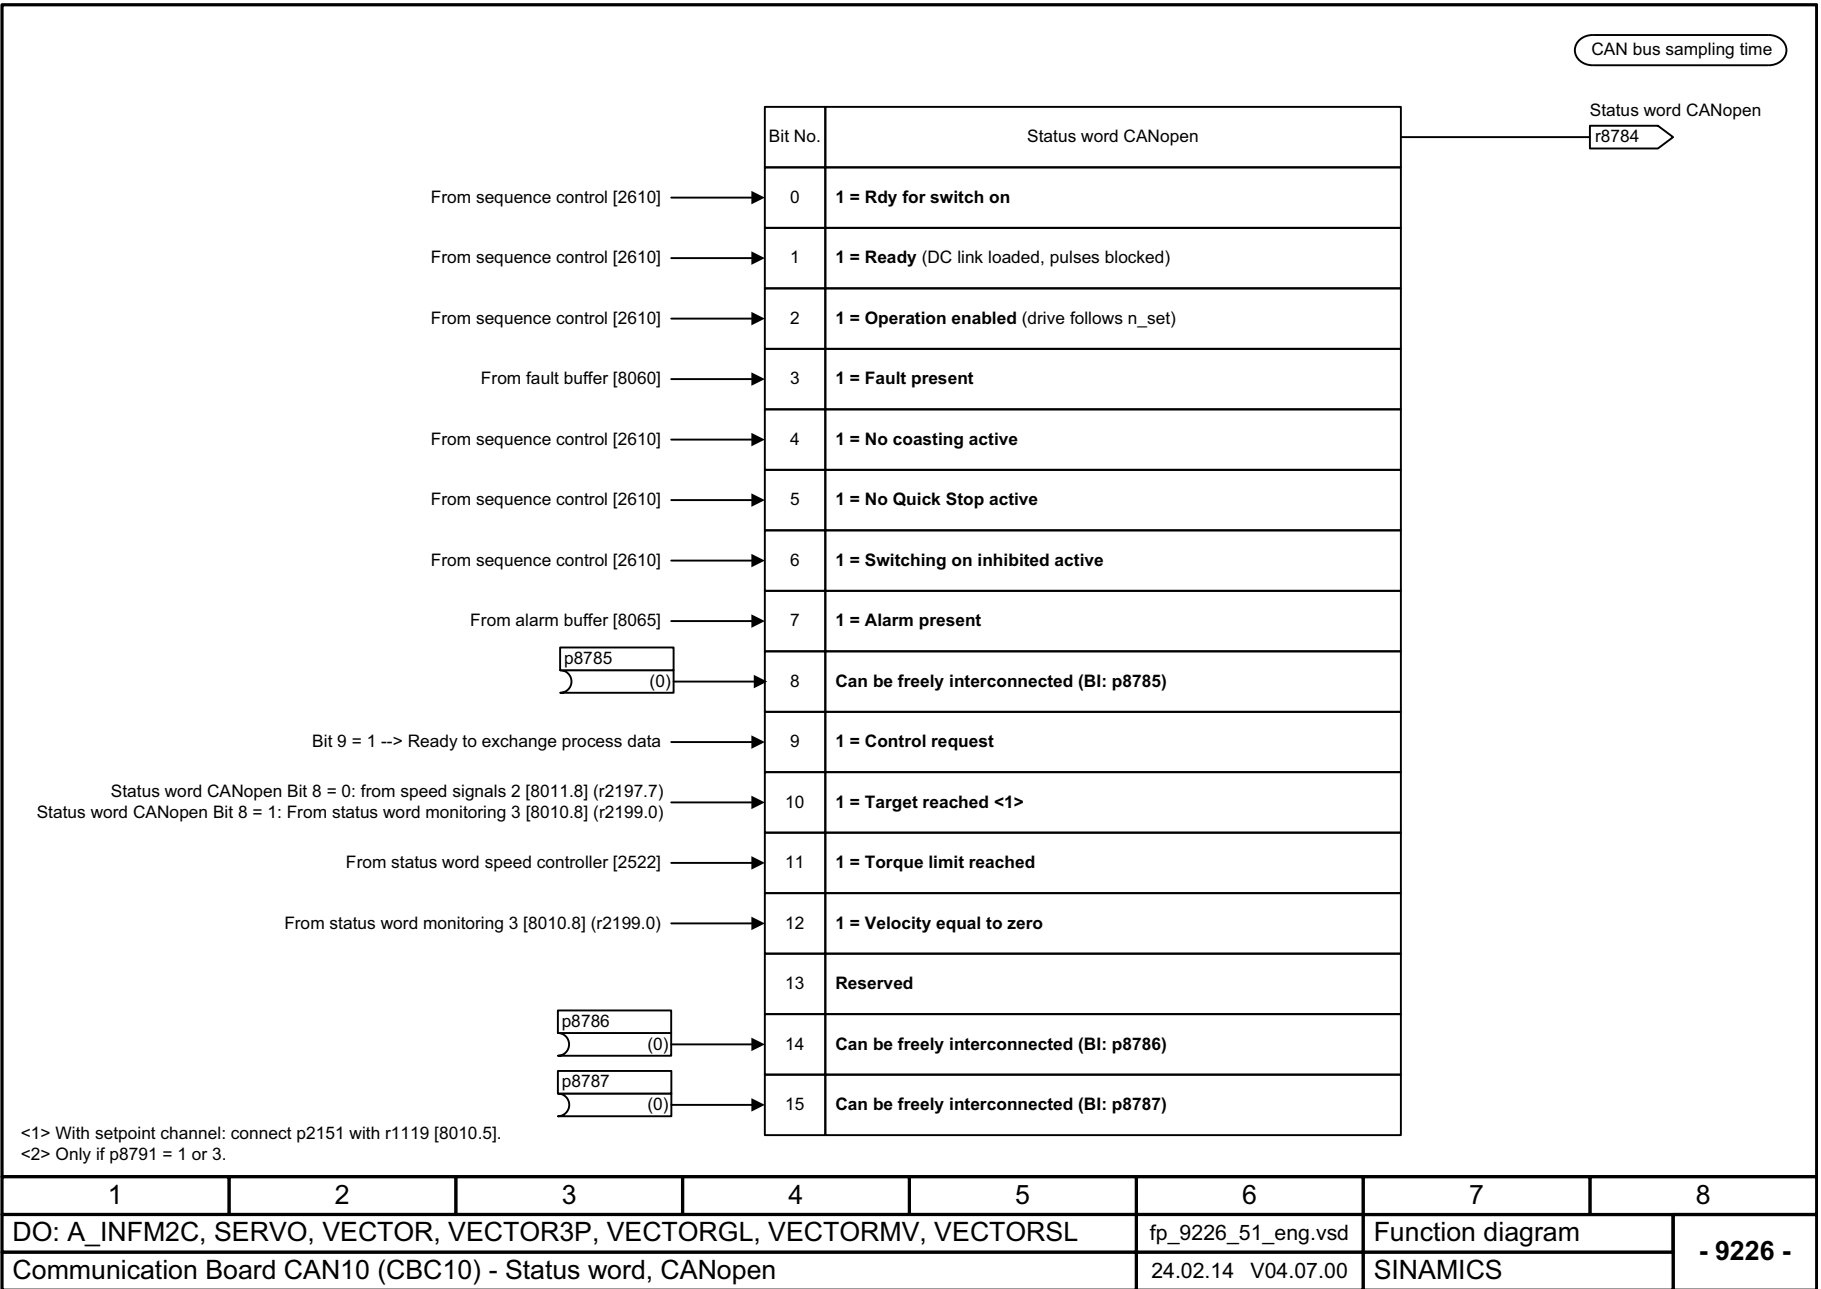 CAN bus sampling time
Status word CANopen
r8784
Bit No. Status word CANopen
From sequence control [2610] 0 1 = Rdy for switch on
From sequence control [2610] 1 1 = Ready (DC link loaded, pulses blocked)
From sequence control [2610] 2 1 = Operation enabled (drive follows n_set)
From fault buffer [8060] 3 1 = Fault present
From sequence control [2610] 4 1 = No coasting active
From sequence control [2610] 5 1 = No Quick Stop active
From sequence control [2610] 6 1 = Switching on inhibited active
From alarm buffer [8065] 7 1 = Alarm present
p8785
(0) 8 Can be freely interconnected (BI: p8785)
Bit 9 = 1 --> Ready to exchange process data 9 1 = Control request
Status word CANopen Bit 8 = 0: from speed signals 2 [8011.8] (r2197.7)
Status word CANopen Bit 8 = 1: From status word monitoring 3 [8010.8] (r2199.0)
10 1 = Target reached <1>
From status word speed controller [2522] 11 1 = Torque limit reached
From status word monitoring 3 [8010.8] (r2199.0) 12 1 = Velocity equal to zero
13 Reserved
p8786
(0) 14 Can be freely interconnected (BI: p8786)
p8787
(0) 15 Can be freely interconnected (BI: p8787)
<1> With setpoint channel: connect p2151 with r1119 [8010.5].
<2> Only if p8791 = 1 or 3.
1 2 3 4 5 6 7 8
DO: A_INFM2C, SERVO, VECTOR, VECTOR3P, VECTORGL, VECTORMV, VECTORSL fp_9226_51_eng.vsd Function diagram
- 9226 -
Communication Board CAN10 (CBC10) - Status word, CANopen 24.02.14 V04.07.00 SINAMICS